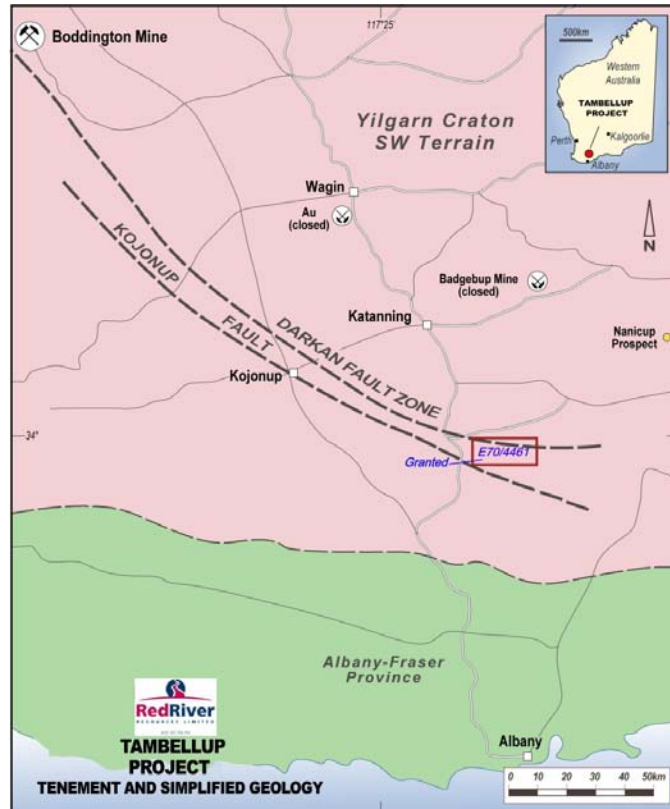 117°25
Boddington Mine
500km
Western
Australia
TAMBELLUP
PROJECT
Perth
Kalgoorlie
Albany
Yilgarn Craton
SW Terrain
Wagin
Au
(closed)
N
KOJONUP
FAULT
DARKAN FAULT ZONE
Badgebup Mine
(closed)
Katanning
Nanicup
Prospect
Kojonup
34°
E70/4461
Granted
Albany-Fraser
Province
RedRiver
RESOURCES LIMITED
TAMBELLUP
PROJECT
TENEMENT AND SIMPLIFIED GEOLOGY
Albany
0 10 20 30 40 50km